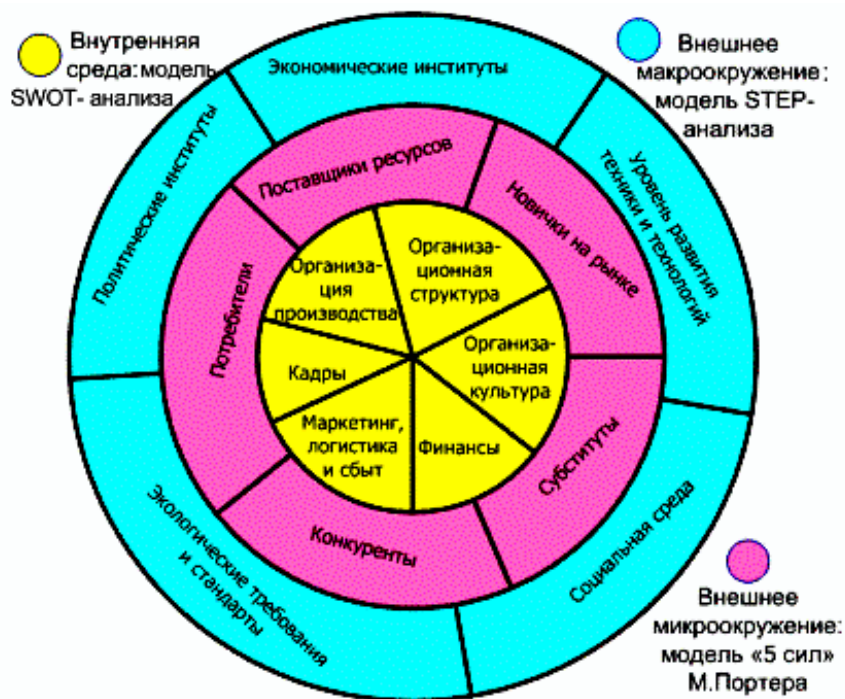 Внутренняя
среда: модель
SWOT- анализа
Внешнее
макроокружение:
модель STEP-
анализа
Экономические институты
Уровень развития
техники и технологий
Социальная среда
Экологические требования
и стандарты
Политические институты
Поставщики ресурсов
Новички на рынке
Субституты
Конкуренты
Потребители
Организа-
ция
производства
Организа-
ационная
структура
Организа-
ационная
культура
Финансы
Маркетинг,
логистика
и сбыт
Кадры
Внешнее
микроокружение:
модель «5 сил»
М.Портера